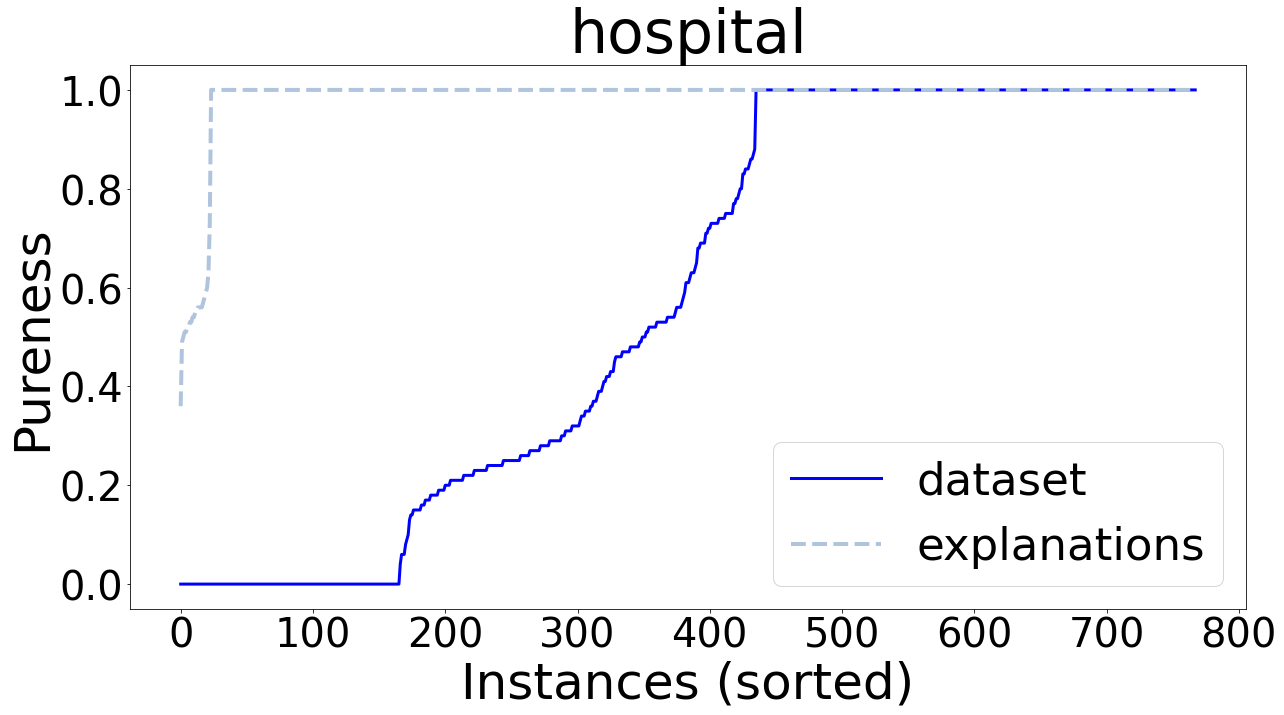 hospital
Pureness
1.0
0.8
0.6
0.4
0.2
0.0
dataset
explanations
0 100 200 300 400 500 600 700 800
Instances (sorted)